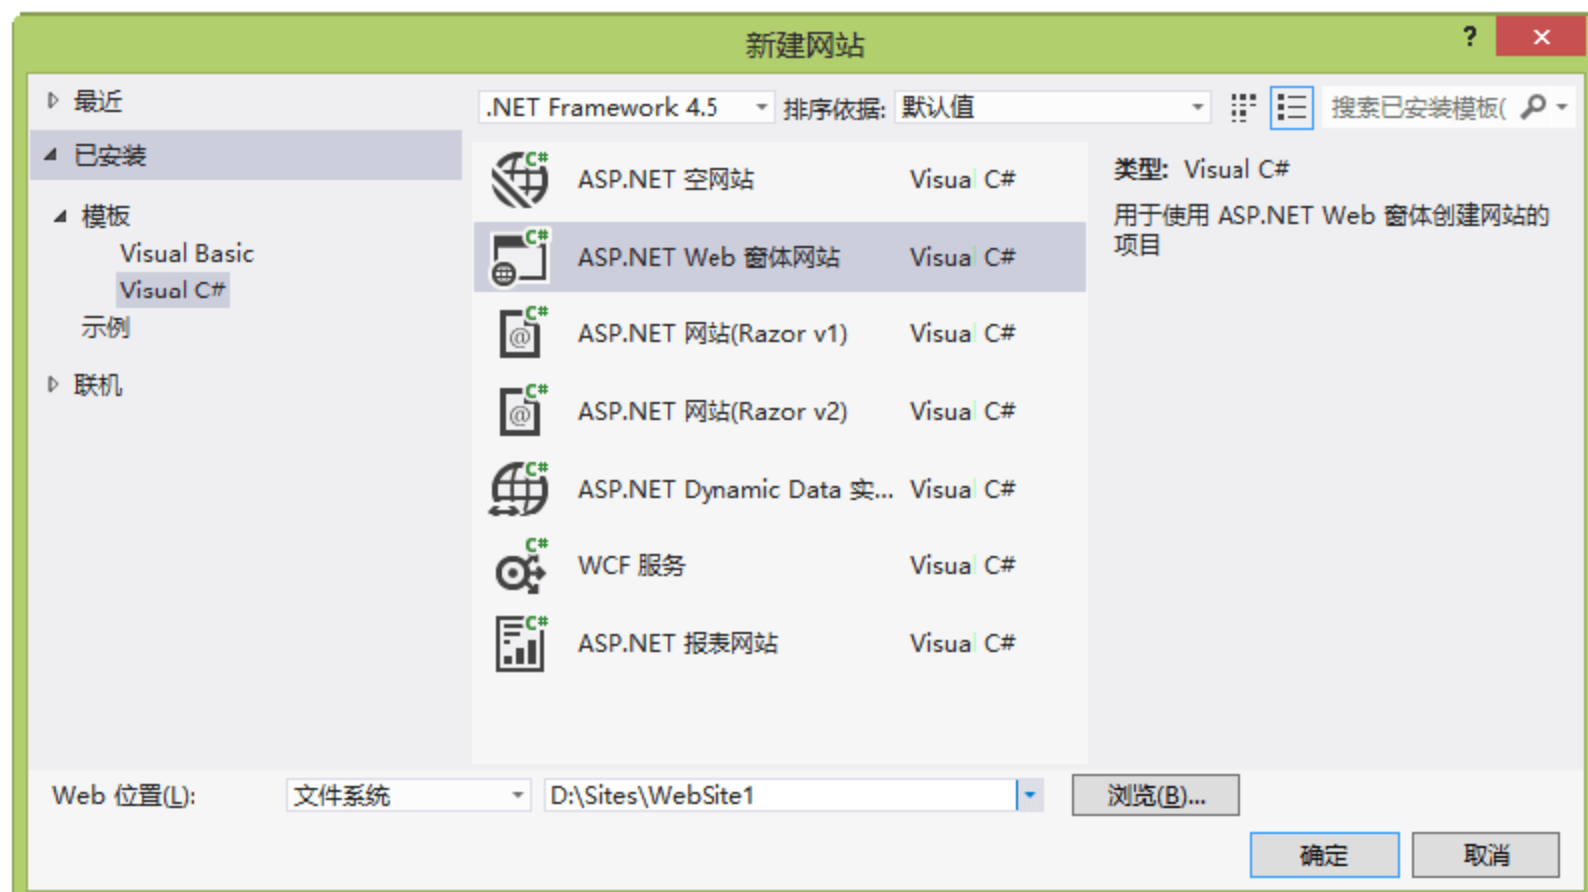 新建网站
?
最近
已安装
模板
Visual Basic
Visual C#
示例
联机
.NET Framework 4.5
排序依据: 默认值
搜索已安装模板(
C#
ASP.NET 空网站 Visual C#
C#
ASP.NET Web 窗体网站 Visual C#
C#
@
ASP.NET 网站(Razor v1) Visual C#
C#
@
ASP.NET 网站(Razor v2) Visual C#
C#
ASP.NET Dynamic Data 实... Visual C#
C#
WCF 服务 Visual C#
C#
ASP.NET 报表网站 Visual C#
类型: Visual C#
用于使用 ASP.NET Web 窗体创建网站的
项目
Web 位置(L): 文件系统 D:\Sites\WebSite1 浏览(B)...
确定 取消